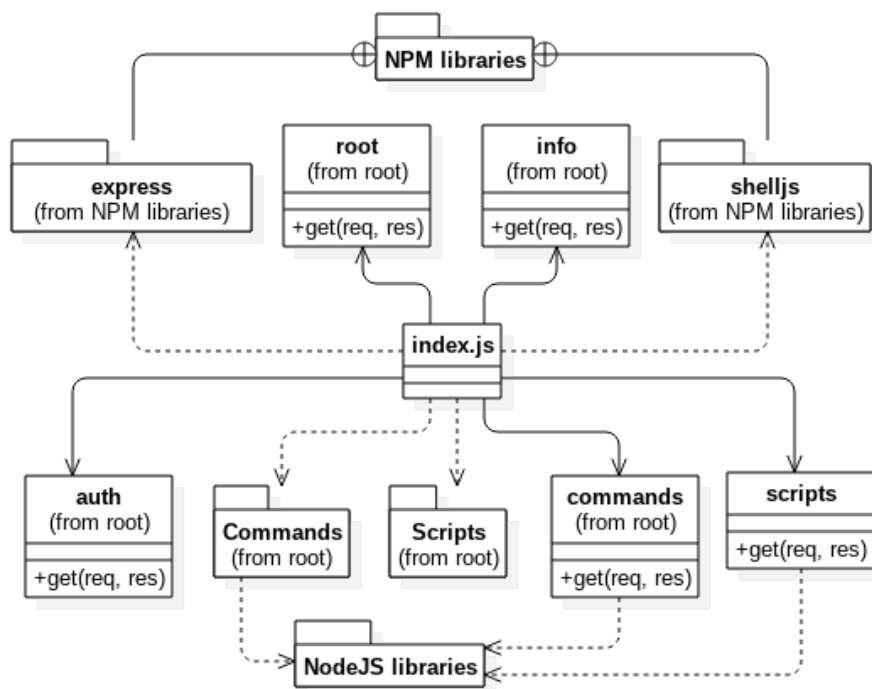 NPM libraries
express
(from NPM libraries)
root
(from root)
+get(req, res)
info
(from root)
+get(req, res)
shelljs
(from NPM libraries)
index.js
auth
(from root)
+get(req, res)
Commands
(from root)
Scripts
(from root)
commands
(from root)
+get(req, res)
scripts
+get(req, res)
NodeJS libraries